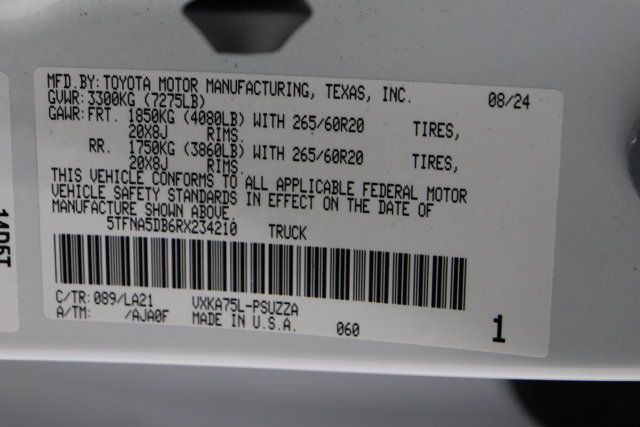 MFD.BY:TOYOTA MOTOR MANUFACTURING, TEXAS, INC. 08/24
GVWR:3300KG (7275LB)
GAWR:FRT. 1850KG (4080LB) WITH 265/60R20 TIRES,
20X8J RIMS
RR. 1750KG (3860LB) WITH 265/60R20 TIRES,
20X8J RIMS.
THIS VEHICLE CONFORMS TO ALL APPLICABLE FEDERAL MOTOR
VEHICLE SAFETY STANDARDS IN EFFECT ON THE DATE OF
MANUFACTURE SHOWN ABOVE.
5TFNA5DB6RX234210 TRUCK
C/TR:089/LA21 VXKA75L-PSUZZA
A/TM: /AJA0F MADE IN U.S.A. 060 1
14D5T